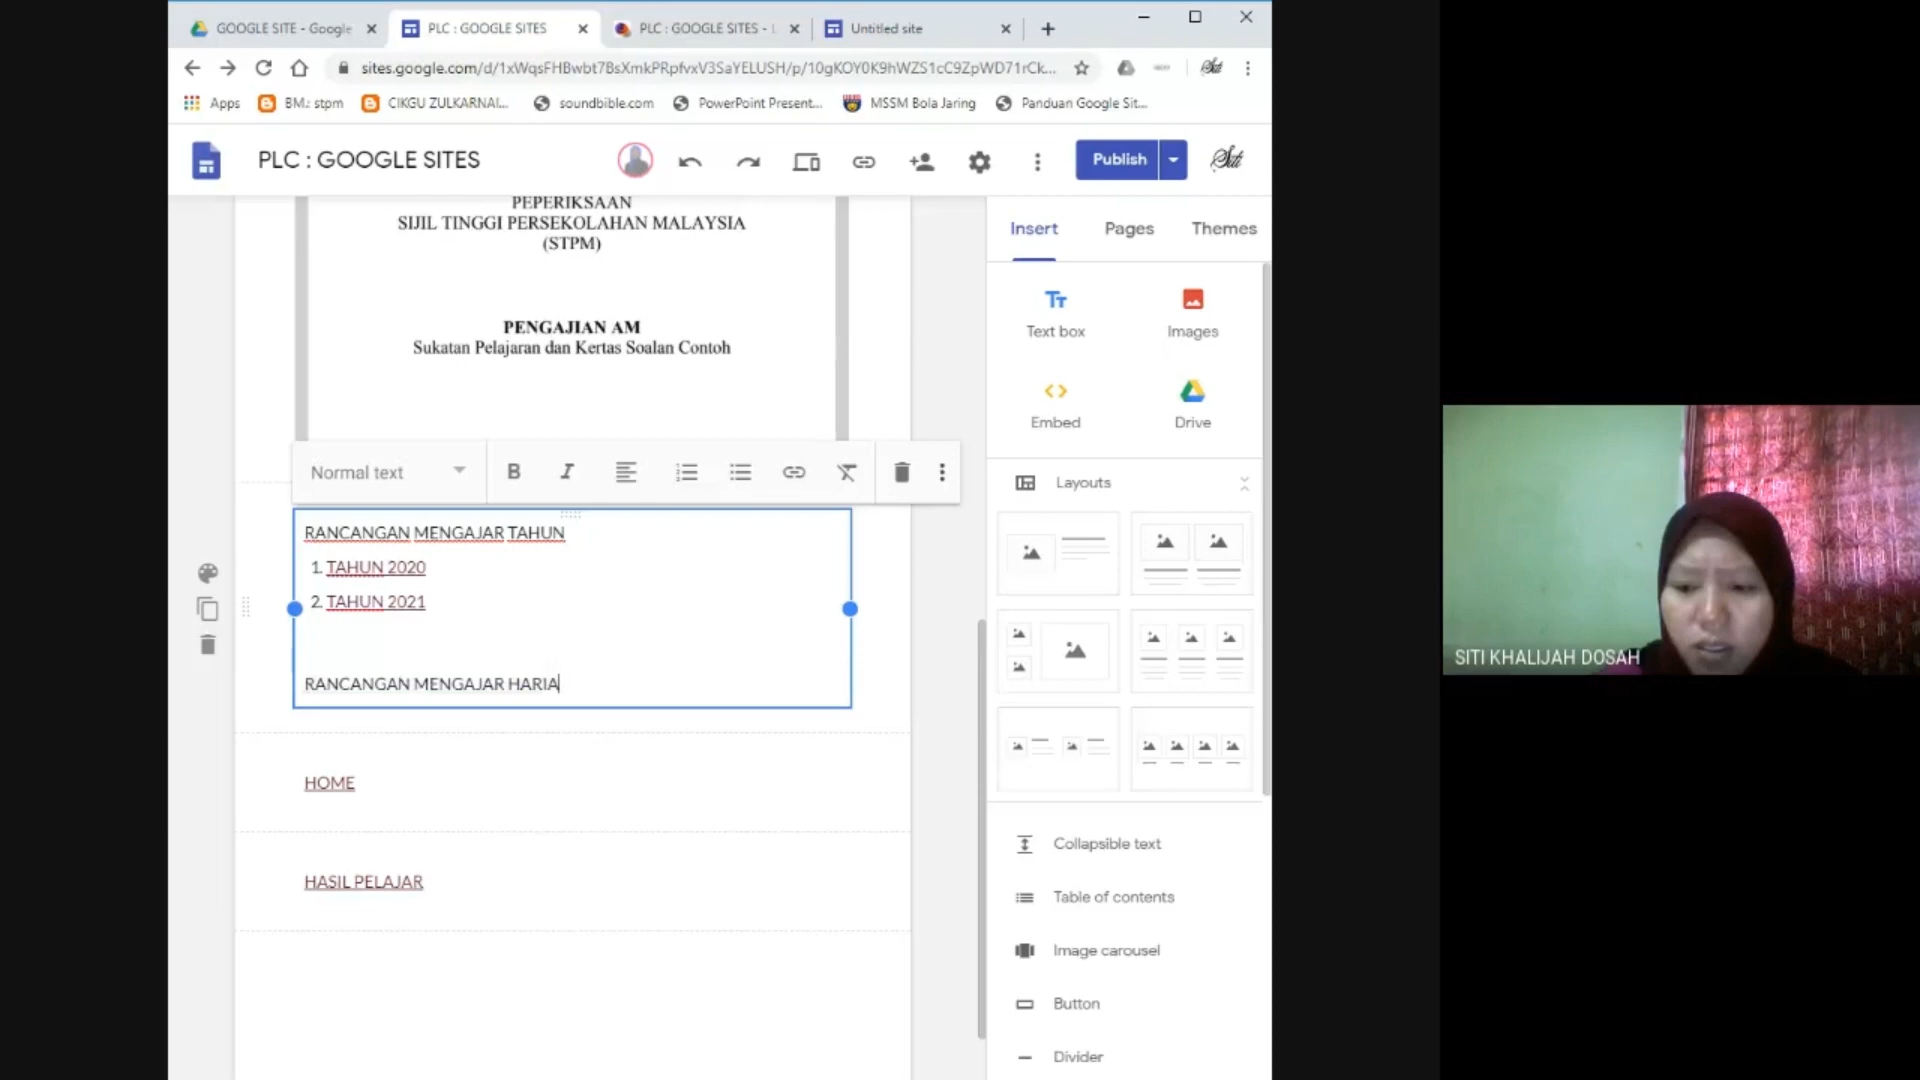 GOOGLE SITE - Google
PLC : GOOGLE SITES
PLC : GOOGLE SITES -
Untitled site
sites.google.com/d/1xWqsFHBwbt7BsXmkPRpfvxV3SaYELUSH/p/10gKOY0K9hWZS1cC9ZpWD71rCk...
Apps
BM.: stpm
CIKGU ZULKARNAI...
soundbible.com
PowerPoint Present...
MSSM Bola Jaring
Panduan Google Sit...
PLC : GOOGLE SITES
Publish
Siti
PEPERIKSAAN
SIJIL TINGGI PERSEKOLAHAN MALAYSIA
(STPM)
PENGAJIAN AM
Sukatan Pelajaran dan Kertas Soalan Contoh
Normal text
RANCANGAN MENGAJAR TAHUN
1. TAHUN 2020
2. TAHUN 2021
RANCANGAN MENGAJAR HARIA
HOME
HASIL PELAJAR
Insert
Pages
Themes
Text box
Images
Embed
Drive
Layouts
Collapsible text
Table of contents
Image carousel
Button
Divider
SITI KHALIJAH DOSAH